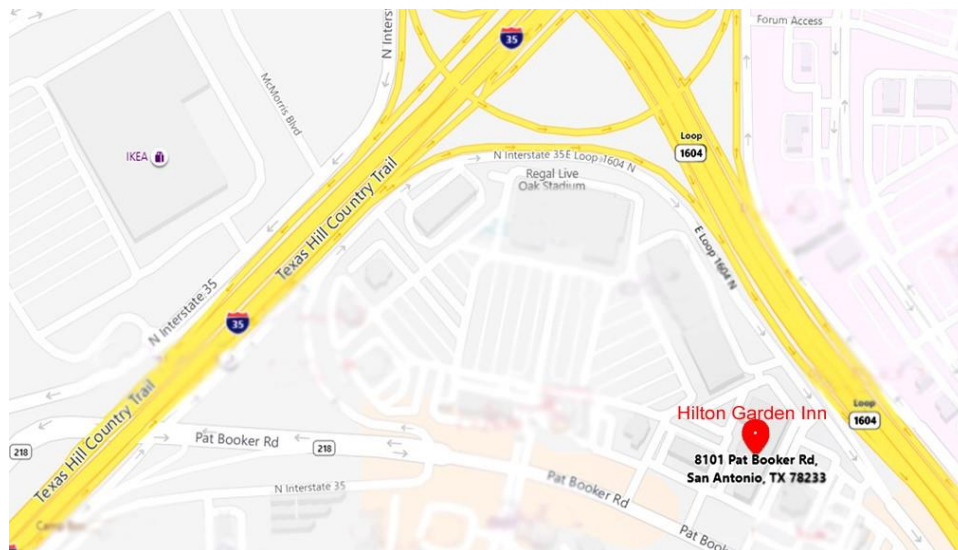 Forum Access
N Interstate
35
McMorris Blvd
IKEA
Loop
1604
N Interstate 35
E Loop 1604 N
Regal Live
Oak Stadium
Texas Hill Country Trail
E Loop 1604 N
N Interstate 35
35
Texas Hill Country Trail
Hilton Garden Inn
8101 Pat Booker Rd,
San Antonio, TX 78233
Loop
1604
218
Pat Booker Rd
218
N Interstate 35
Pat Booker Rd
Pat Booker